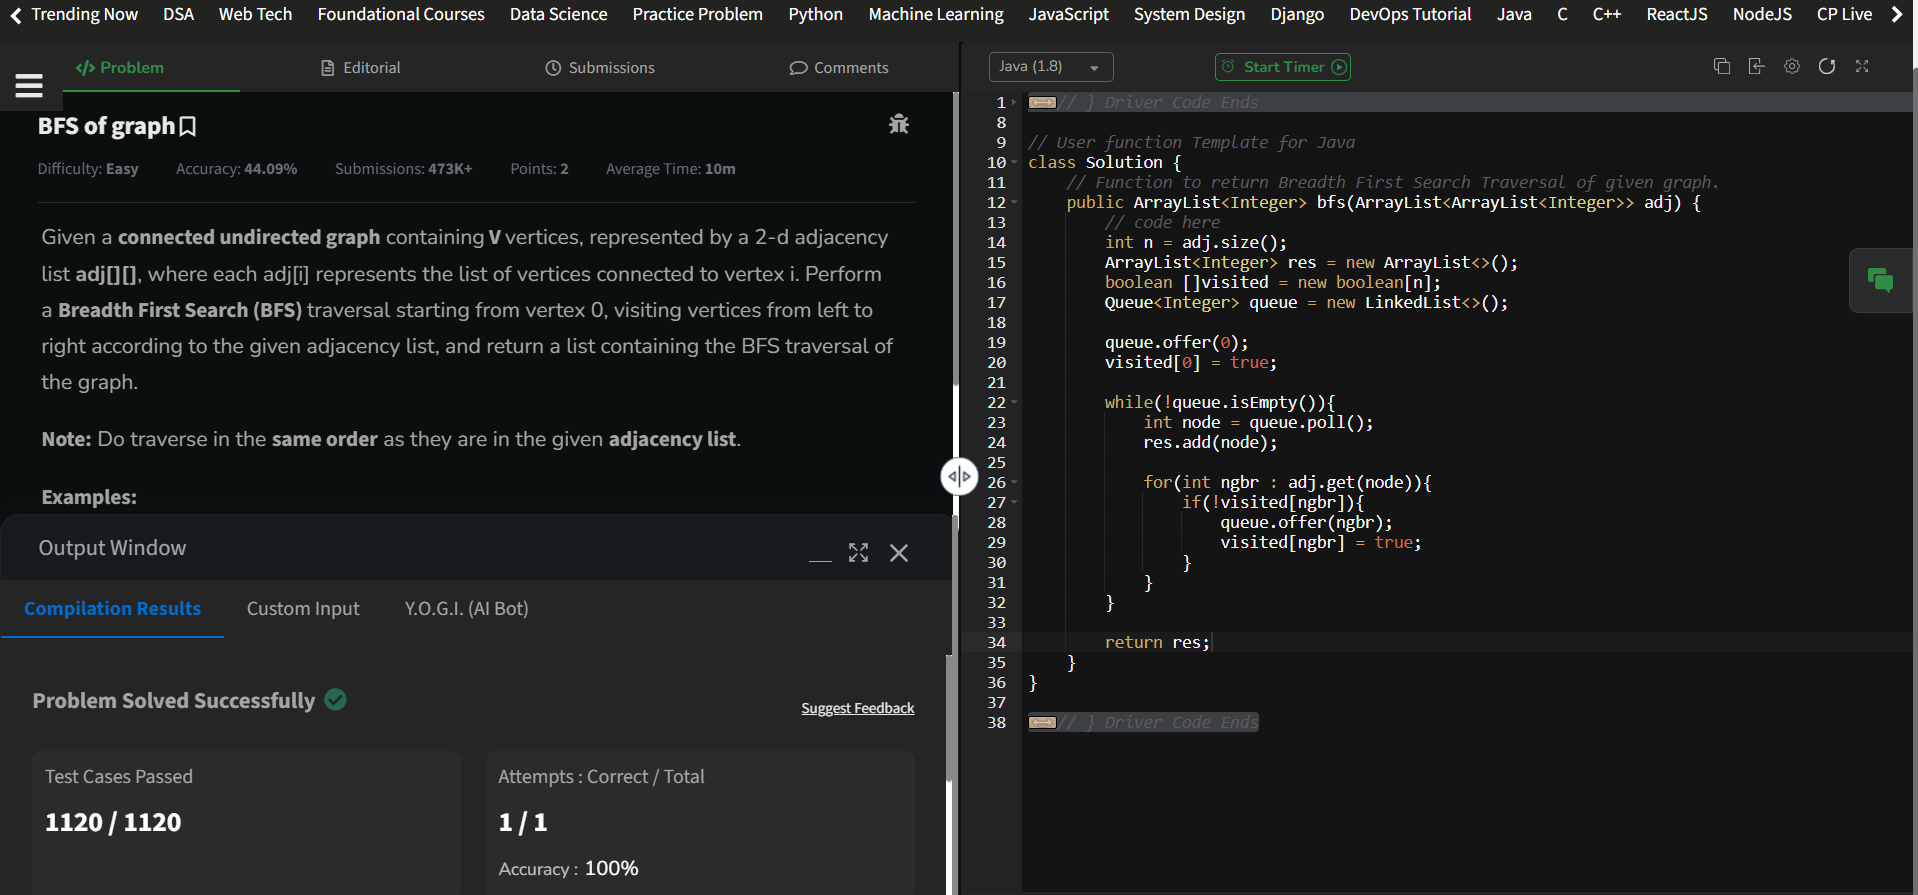 Trending Now DSA Web Tech Foundational Courses Data Science Practice Problem Python Machine Learning JavaScript System Design Django DevOps Tutorial Java C C++ ReactJS NodeJS CP Live
</> Problem Editorial Submissions Comments
BFS of graph
Difficulty: Easy Accuracy: 44.09% Submissions: 473K+ Points: 2 Average Time: 10m
Given a connected undirected graph containing V vertices, represented by a 2-d adjacency
list adj[][], where each adj[i] represents the list of vertices connected to vertex i. Perform
a Breadth First Search (BFS) traversal starting from vertex 0, visiting vertices from left to
right according to the given adjacency list, and return a list containing the BFS traversal of
the graph.
Note: Do traverse in the same order as they are in the given adjacency list.
Examples:
Output Window
Compilation Results Custom Input Y.O.G.I. (AI Bot)
Problem Solved Successfully
Suggest Feedback
Test Cases Passed
1120 / 1120
Attempts : Correct / Total
1 / 1
Accuracy : 100%
Java (1.8) Start Timer
1 // } Driver Code Ends
8
9 // User function Template for Java
10 class Solution {
11 // Function to return Breadth First Search Traversal of given graph.
12 public ArrayList<Integer> bfs(ArrayList<ArrayList<Integer>> adj) {
13 // code here
14 int n = adj.size();
15 ArrayList<Integer> res = new ArrayList<>();
16 boolean []visited = new boolean[n];
17 Queue<Integer> queue = new LinkedList<>();
18
19 queue.offer(0);
20 visited[0] = true;
21
22 while(!queue.isEmpty()){
23 int node = queue.poll();
24 res.add(node);
25
26 for(int ngbr : adj.get(node)){
27 if(!visited[ngbr]){
28 queue.offer(ngbr);
29 visited[ngbr] = true;
30 }
31 }
32 }
33
34 return res;
35 }
36 }
37
38 // } Driver Code Ends